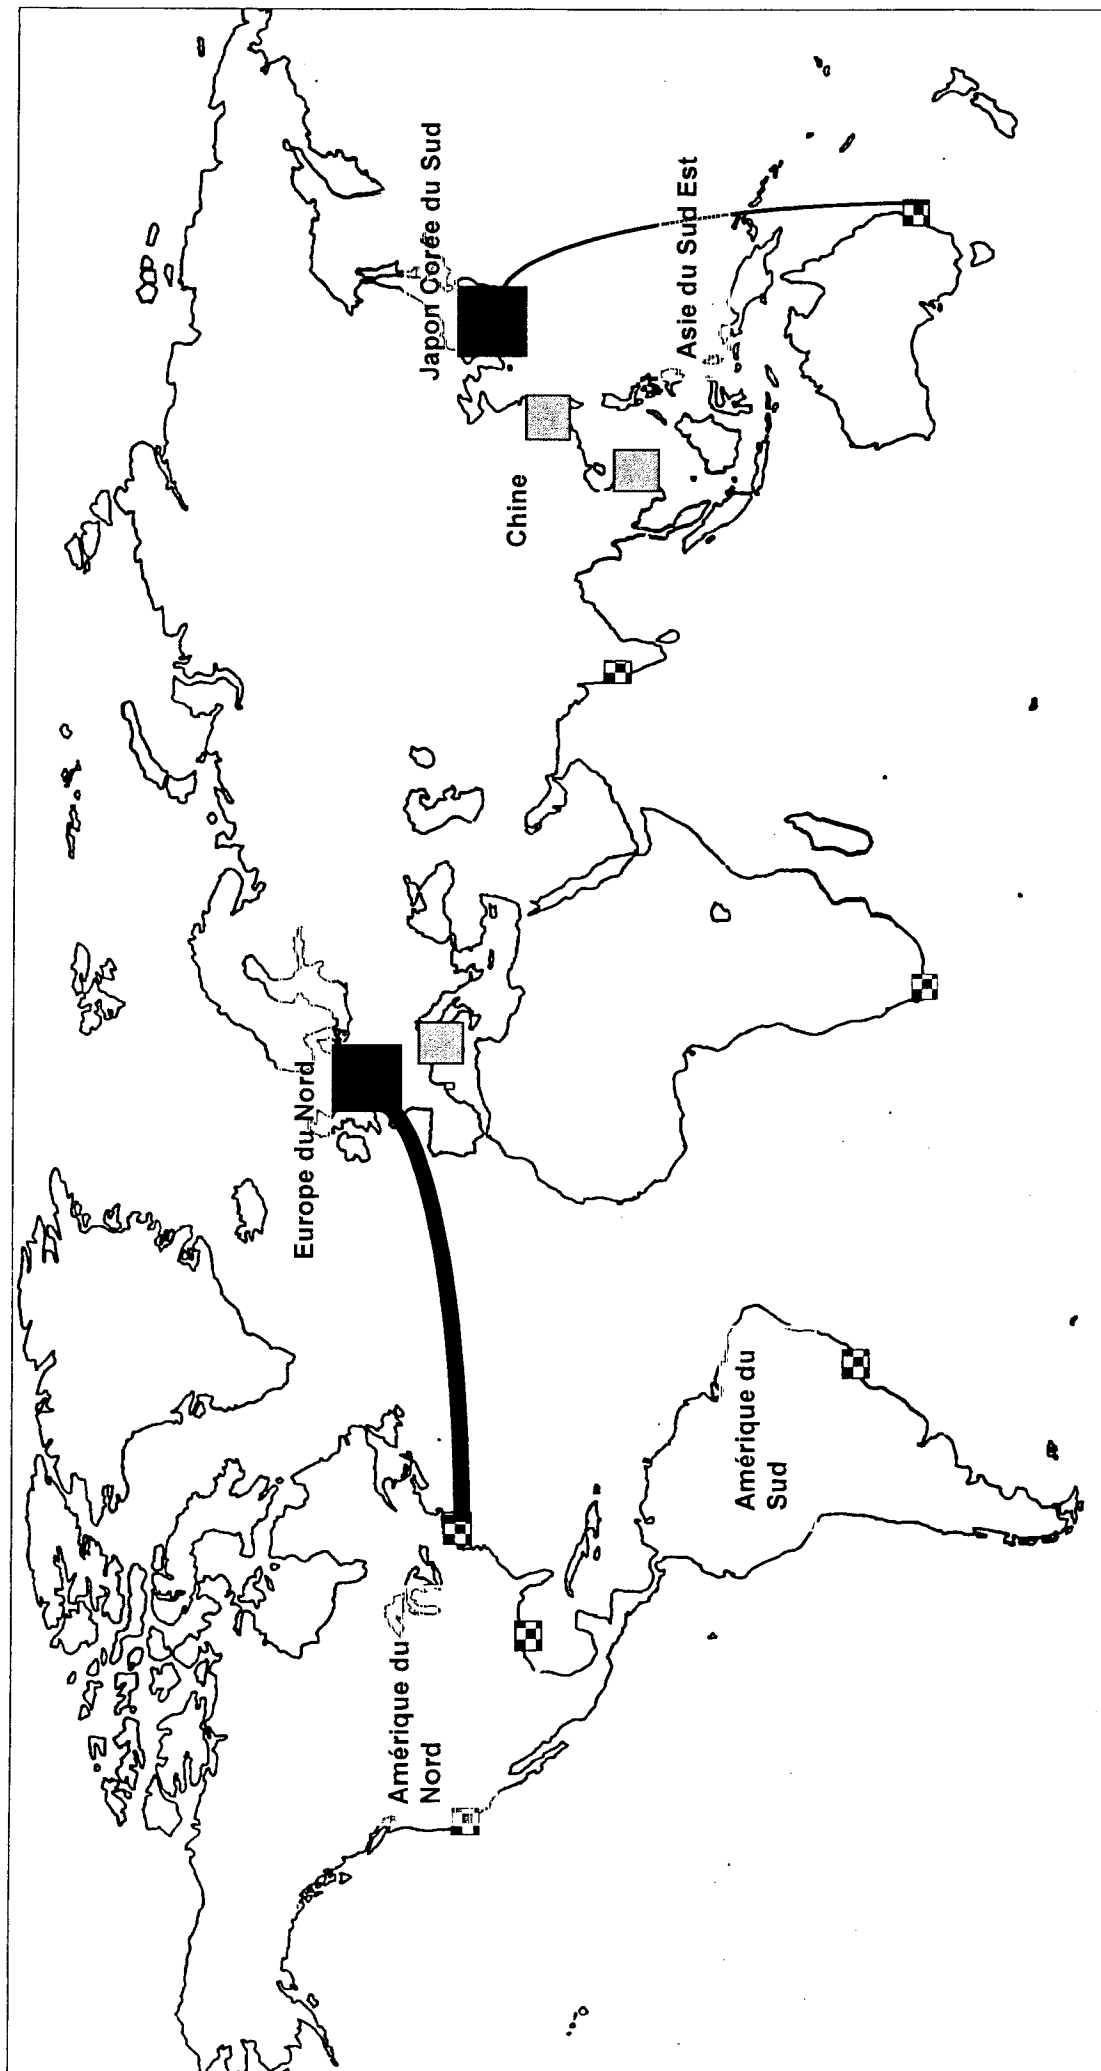 Amérique du
Nord
Amérique du
Sud
Europe du Nord
Chine
Japon Corée du Sud
Asie du Sud Est